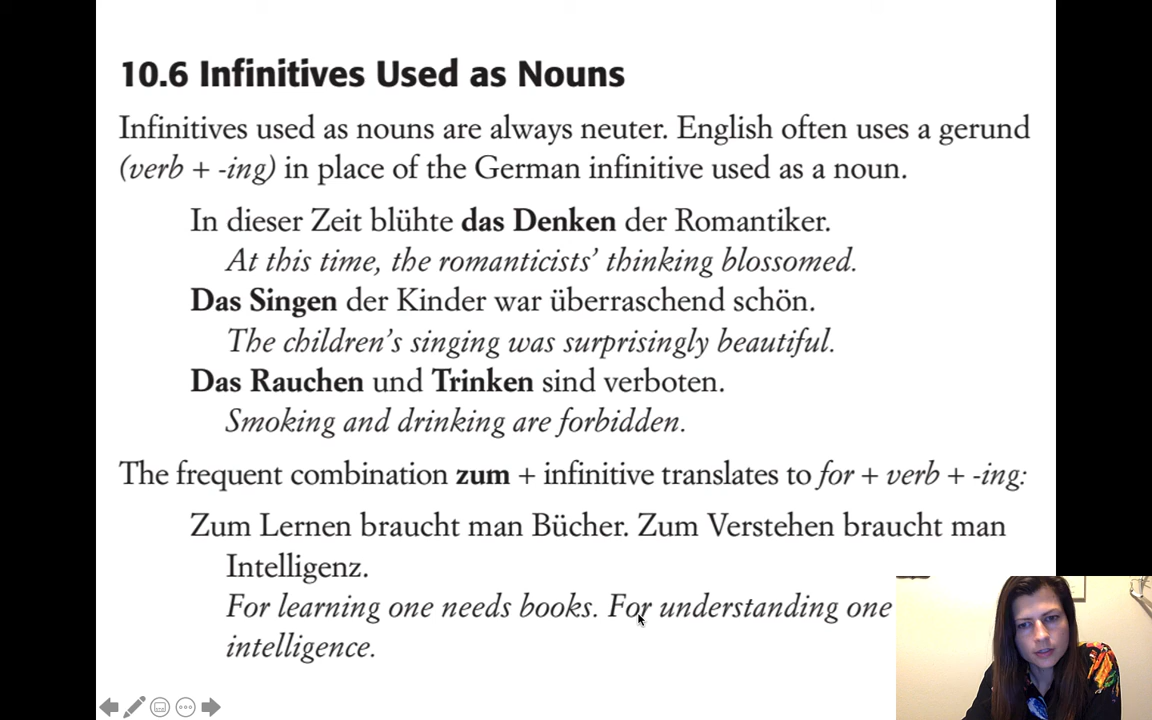 10.6 Infinitives Used as Nouns
Infinitives used as nouns are always neuter. English often uses a gerund
(verb + -ing) in place of the German infinitive used as a noun.
In dieser Zeit blühte das Denken der Romantiker.
At this time, the romanticists’ thinking blossomed.
Das Singen der Kinder war überraschend schön.
The children’s singing was surprisingly beautiful.
Das Rauchen und Trinken sind verboten.
Smoking and drinking are forbidden.
The frequent combination zum + infinitive translates to for + verb + -ing:
Zum Lernen braucht man Bücher. Zum Verstehen braucht man
Intelligenz.
For learning one needs books. For understanding one
intelligence.